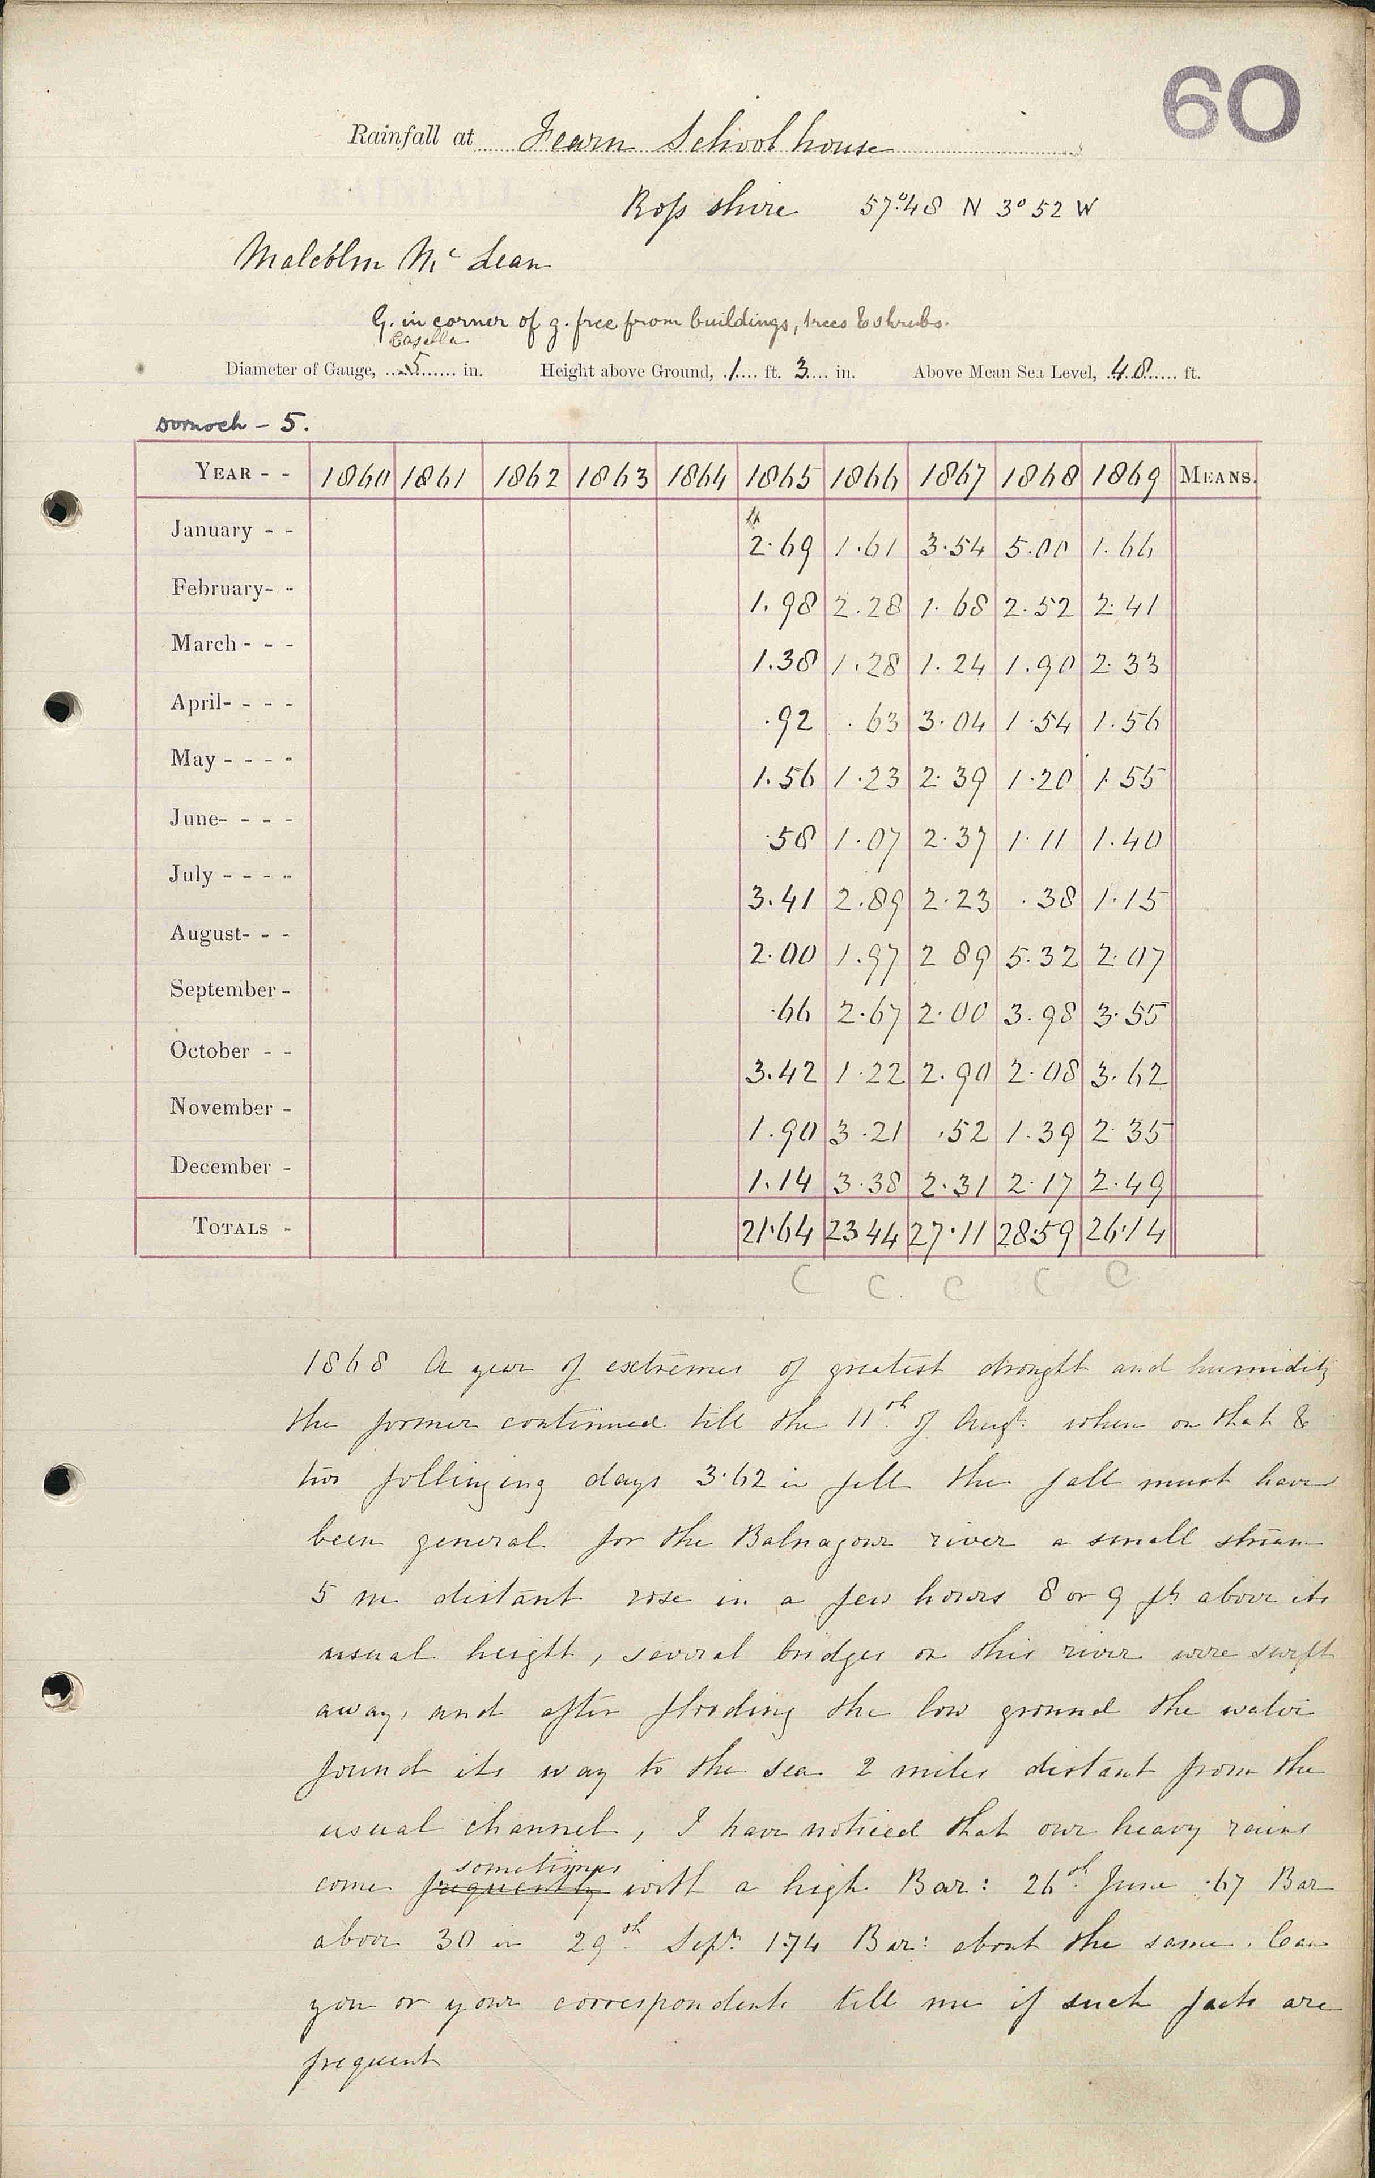 60
Rainfall at Fearn School house
Ross shire 57°.48 N 3° 52 W
Malcolm Mc Lean
G. in corner of g. free from buildings, trees & shrubs.
Casella
Diameter of Gauge, 5 in. Height above Ground, 1 ft. 3 in. Above Mean Sea Level, 48 ft.
Dornoch - 5.
YEAR - - 1860 1861 1862 1863 1864 1865 1866 1867 1868 1869 MEANS.
January - - 2.69 1.61 3.54 5.00 1.66
February- - 1.98 2.28 1.68 2.52 2.41
March - - - 1.38 1.28 1.24 1.90 2.33
April- - - - .92 .63 3.04 1.54 1.56
May - - - - 1.56 1.23 2.39 1.20 1.55
June- - - - .58 1.07 2.37 1.11 1.40
July - - - - 3.41 2.89 2.23 .38 1.15
August- - - 2.00 1.97 2 89 5.32 2.07
September - .66 2.67 2.00 3.98 3.55
October - - 3.42 1.22 2.90 2.08 3.62
November - 1.90 3.21 .52 1.39 2.35
December - 1.14 3.38 2.31 2.17 2.49
TOTALS - 21.64 23 44 27.11 28.59 26.14
C C. C C C
1868 A year of extremes of greatest drought and humidity
the former continued till the 11th of Augt. when on that &
two following days 3.62 in fell the fall must have
been general for the Balnagour river a small stream
5 m distant rose in a few hours 8 or 9 ft above its
usual height, several bridges on this river were swept
away, and after flooding the low ground the water
found its way to the sea 2 miles distant from the
usual channel, I have noticed that our heavy rains
sometimes
come frequently with a high Bar: 26th June .67 Bar
above 30 in 29th Sept. 1.74 Bar: about the same. Can
you or your correspondents tell me if such facts are
frequent